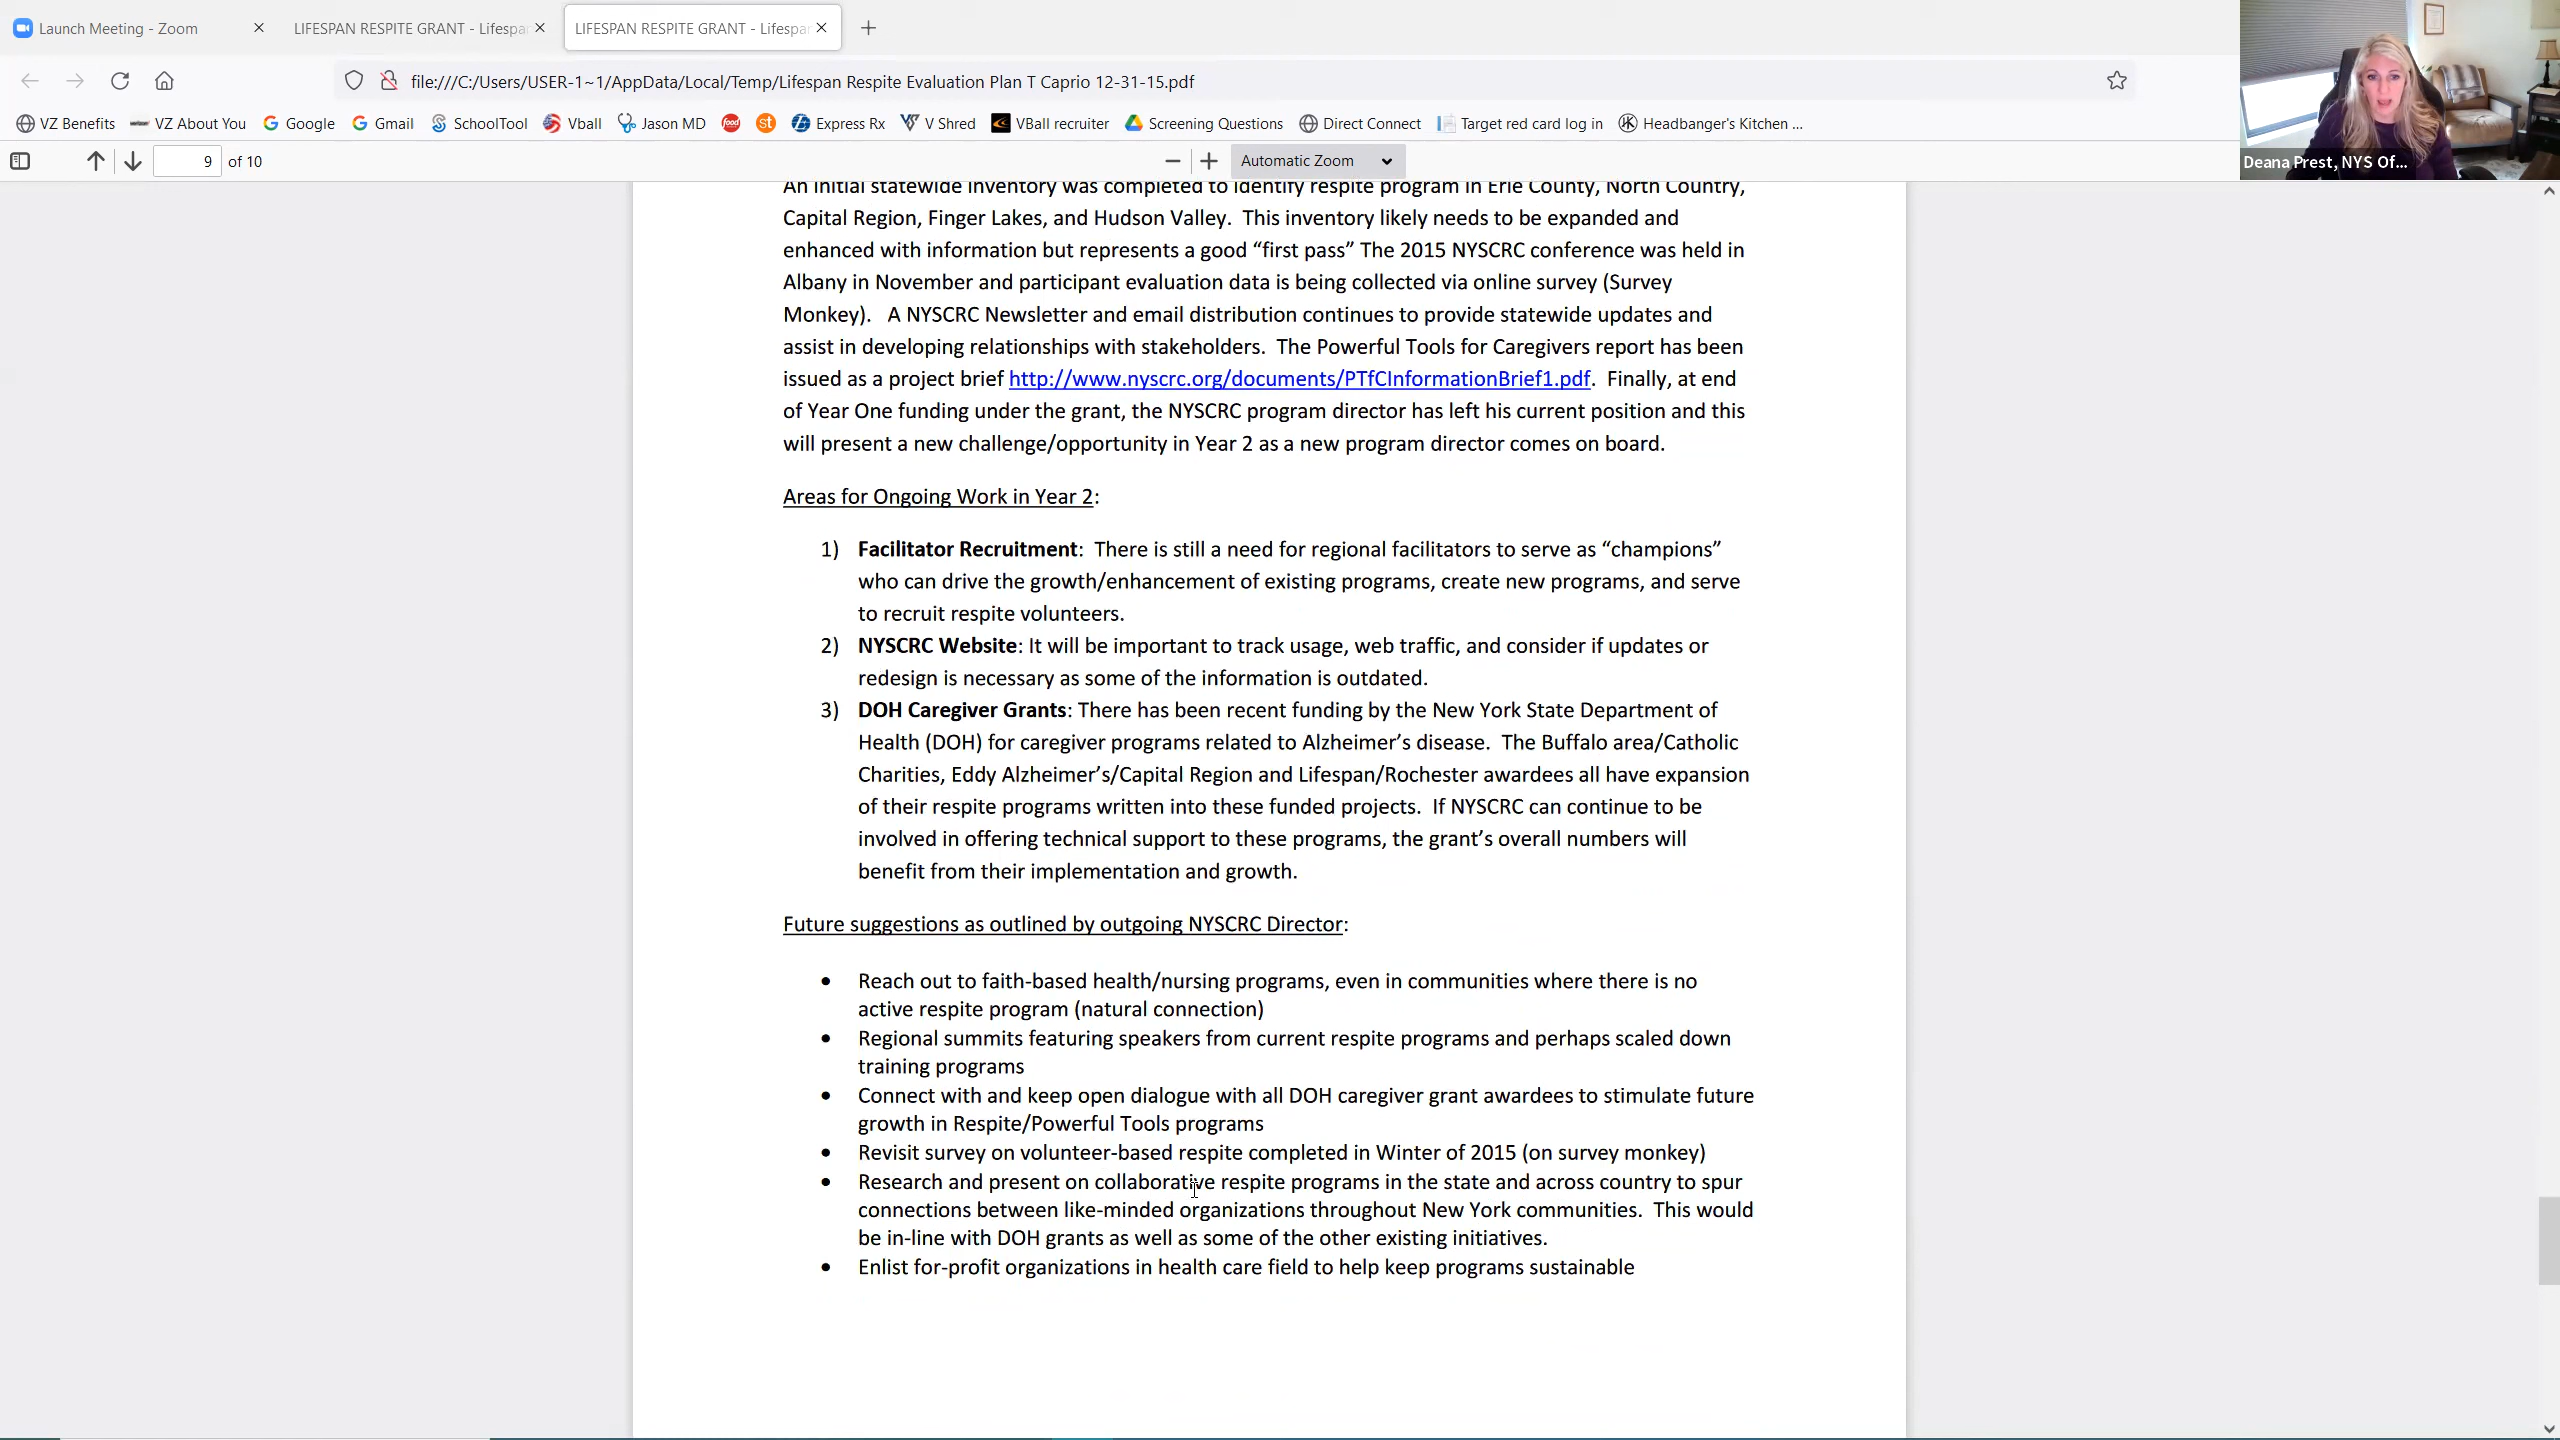 Launch Meeting - Zoom
LIFESPAN RESPITE GRANT - Lifespa
LIFESPAN RESPITE GRANT - Lifespa
file:///C:/Users/USER-1~1/AppData/Local/Temp/Lifespan Respite Evaluation Plan T Caprio 12-31-15.pdf
VZ Benefits VZ About You Google Gmail SchoolTool Vball Jason MD food st Express Rx V Shred VBall recruiter Screening Questions Direct Connect Target red card log in Headbanger's Kitchen ...
9 of 10
Automatic Zoom
Deana Prest, NYS Of...
An initial statewide inventory was completed to identify respite program in Erie County, North Country,
Capital Region, Finger Lakes, and Hudson Valley.  This inventory likely needs to be expanded and
enhanced with information but represents a good “first pass” The 2015 NYSCRC conference was held in
Albany in November and participant evaluation data is being collected via online survey (Survey
Monkey).   A NYSCRC Newsletter and email distribution continues to provide statewide updates and
assist in developing relationships with stakeholders.  The Powerful Tools for Caregivers report has been
issued as a project brief http://www.nyscrc.org/documents/PTfCInformationBrief1.pdf.  Finally, at end
of Year One funding under the grant, the NYSCRC program director has left his current position and this
will present a new challenge/opportunity in Year 2 as a new program director comes on board.
Areas for Ongoing Work in Year 2:
1) Facilitator Recruitment:  There is still a need for regional facilitators to serve as “champions”
who can drive the growth/enhancement of existing programs, create new programs, and serve
to recruit respite volunteers.
2) NYSCRC Website: It will be important to track usage, web traffic, and consider if updates or
redesign is necessary as some of the information is outdated.
3) DOH Caregiver Grants: There has been recent funding by the New York State Department of
Health (DOH) for caregiver programs related to Alzheimer’s disease.  The Buffalo area/Catholic
Charities, Eddy Alzheimer’s/Capital Region and Lifespan/Rochester awardees all have expansion
of their respite programs written into these funded projects.  If NYSCRC can continue to be
involved in offering technical support to these programs, the grant’s overall numbers will
benefit from their implementation and growth.
Future suggestions as outlined by outgoing NYSCRC Director:
• Reach out to faith-based health/nursing programs, even in communities where there is no
active respite program (natural connection)
• Regional summits featuring speakers from current respite programs and perhaps scaled down
training programs
• Connect with and keep open dialogue with all DOH caregiver grant awardees to stimulate future
growth in Respite/Powerful Tools programs
• Revisit survey on volunteer-based respite completed in Winter of 2015 (on survey monkey)
• Research and present on collaborative respite programs in the state and across country to spur
connections between like-minded organizations throughout New York communities.  This would
be in-line with DOH grants as well as some of the other existing initiatives.
• Enlist for-profit organizations in health care field to help keep programs sustainable